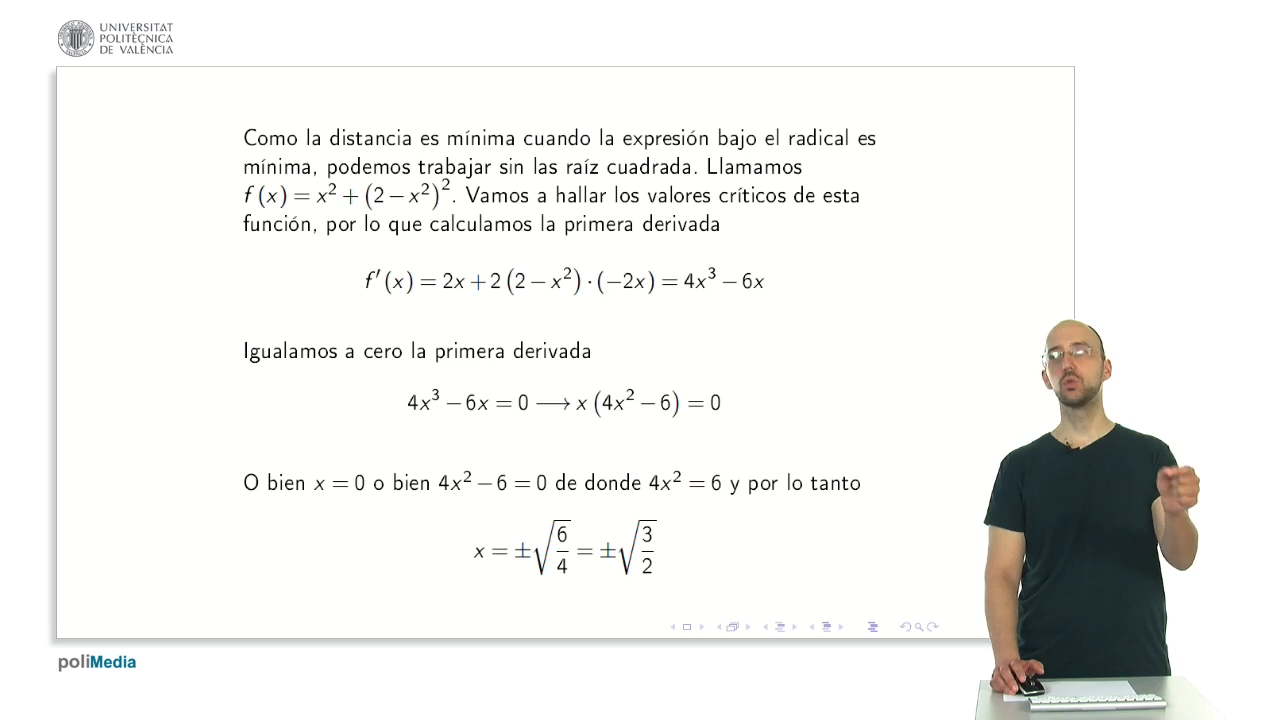 UNIVERSITAT
POLITÈCNICA
DE VALÈNCIA
Como la distancia es mínima cuando la expresión bajo el radical es
mínima, podemos trabajar sin las raíz cuadrada. Llamamos
f (x) = x² + (2 − x²)². Vamos a hallar los valores críticos de esta
función, por lo que calculamos la primera derivada
f′ (x) = 2x + 2 (2 − x²) · (−2x) = 4x³ − 6x
Igualamos a cero la primera derivada
4x³ − 6x = 0 ⟶ x (4x² − 6) = 0
O bien x = 0 o bien 4x² − 6 = 0 de donde 4x² = 6 y por lo tanto
x = ±√(6/4) = ±√(3/2)
poliMedia